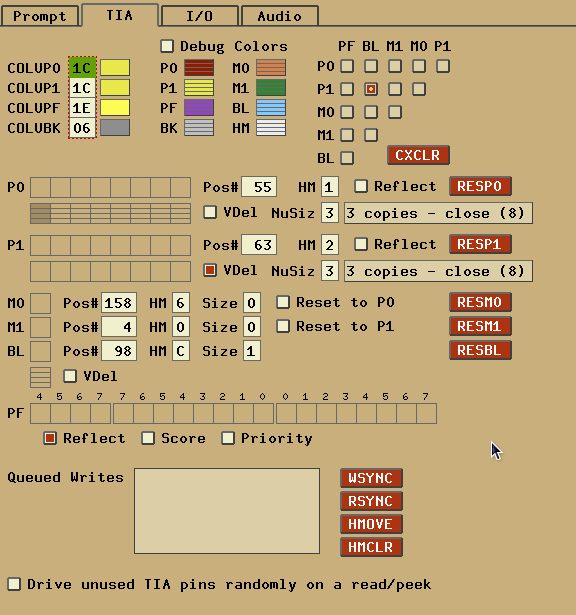 Prompt TIA I/O Audio
Debug Colors
PF BL M1 M0 P1
COLUP0 1C P0 M0 P0
COLUP1 1C P1 M1 P1
COLUPF 1E PF BL M0
COLUBK 06 BK HM M1
BL CXCLR
P0 Pos# 55 HM 1 Reflect RESP0
VDel NuSiz 3 3 copies - close (8)
P1 Pos# 63 HM 2 Reflect RESP1
VDel NuSiz 3 3 copies - close (8)
M0 Pos# 158 HM 6 Size 0 Reset to P0 RESM0
M1 Pos# 4 HM 0 Size 0 Reset to P1 RESM1
BL Pos# 98 HM C Size 1 RESBL
VDel
4 5 6 7 7 6 5 4 3 2 1 0 0 1 2 3 4 5 6 7
PF
Reflect Score Priority
Queued Writes WSYNC
RSYNC
HMOVE
HMCLR
Drive unused TIA pins randomly on a read/peek